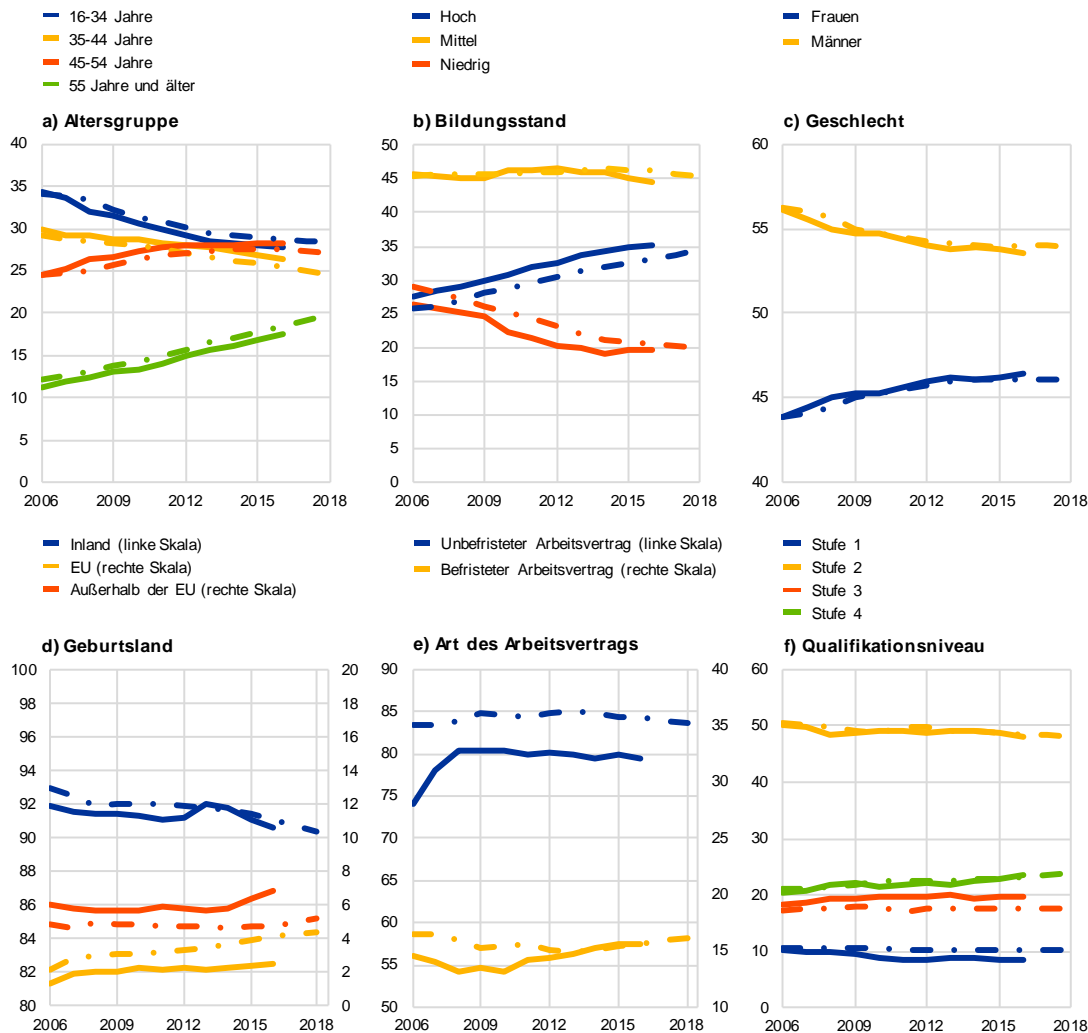 16-34 Jahre
35-44 Jahre
45-54 Jahre
55 Jahre und älter
Hoch
Mittel
Niedrig
Frauen
Männer
a) Altersgruppe
40
35
30
25
20
15
10
5
0
2006 2009 2012 2015 2018
b) Bildungsstand
50
45
40
35
30
25
20
15
10
5
0
2006 2009 2012 2015 2018
c) Geschlecht
60
55
50
45
40
2006 2009 2012 2015 2018
Inland (linke Skala)
EU (rechte Skala)
Außerhalb der EU (rechte Skala)
Unbefristeter Arbeitsvertrag (linke Skala)
Befristeter Arbeitsvertrag (rechte Skala)
Stufe 1
Stufe 2
Stufe 3
Stufe 4
d) Geburtsland
100
98
96
94
92
90
88
86
84
82
80
20
18
16
14
12
10
8
6
4
2
0
2006 2009 2012 2015 2018
e) Art des Arbeitsvertrags
90
85
80
75
70
65
60
55
50
40
35
30
25
20
15
10
2006 2009 2012 2015 2018
f) Qualifikationsniveau
60
50
40
30
20
10
0
2006 2009 2012 2015 2018